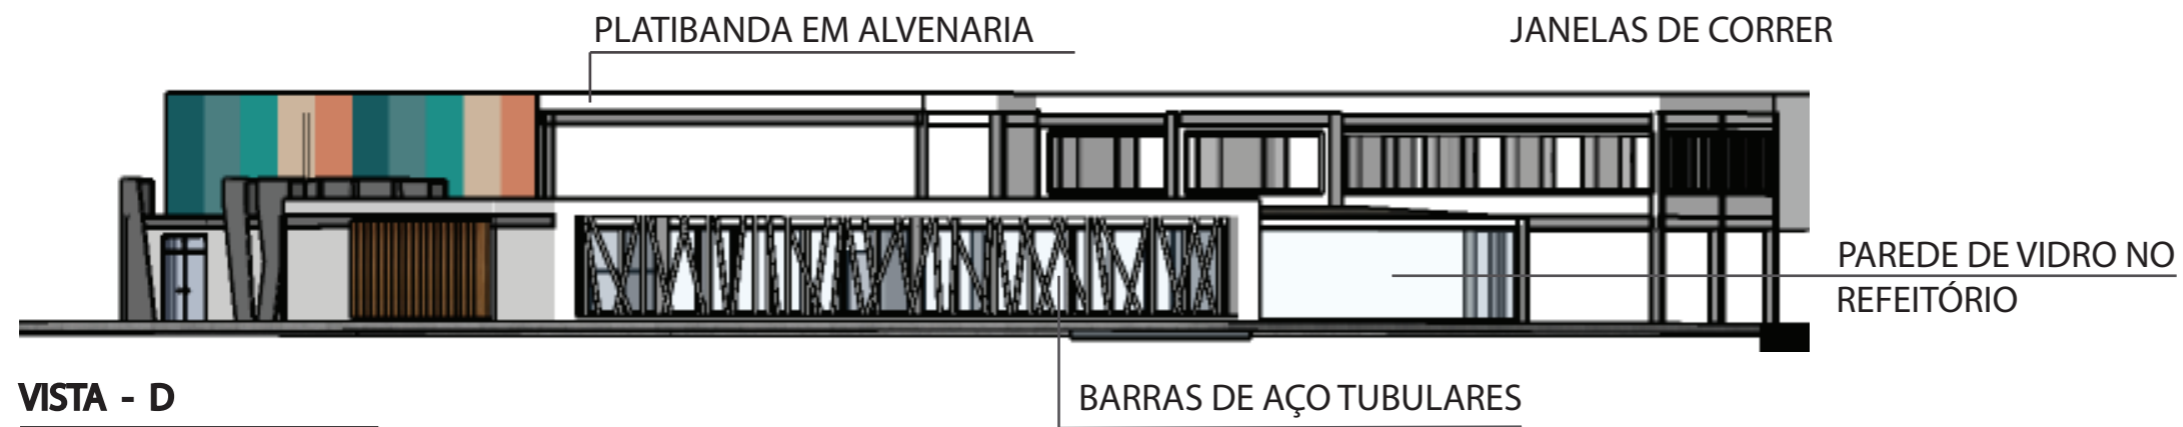 PLATIBANDA EM ALVENARIA
JANELAS DE CORRER
PAREDE DE VIDRO NO
REFEITÓRIO
VISTA - D
BARRAS DE AÇO TUBULARES